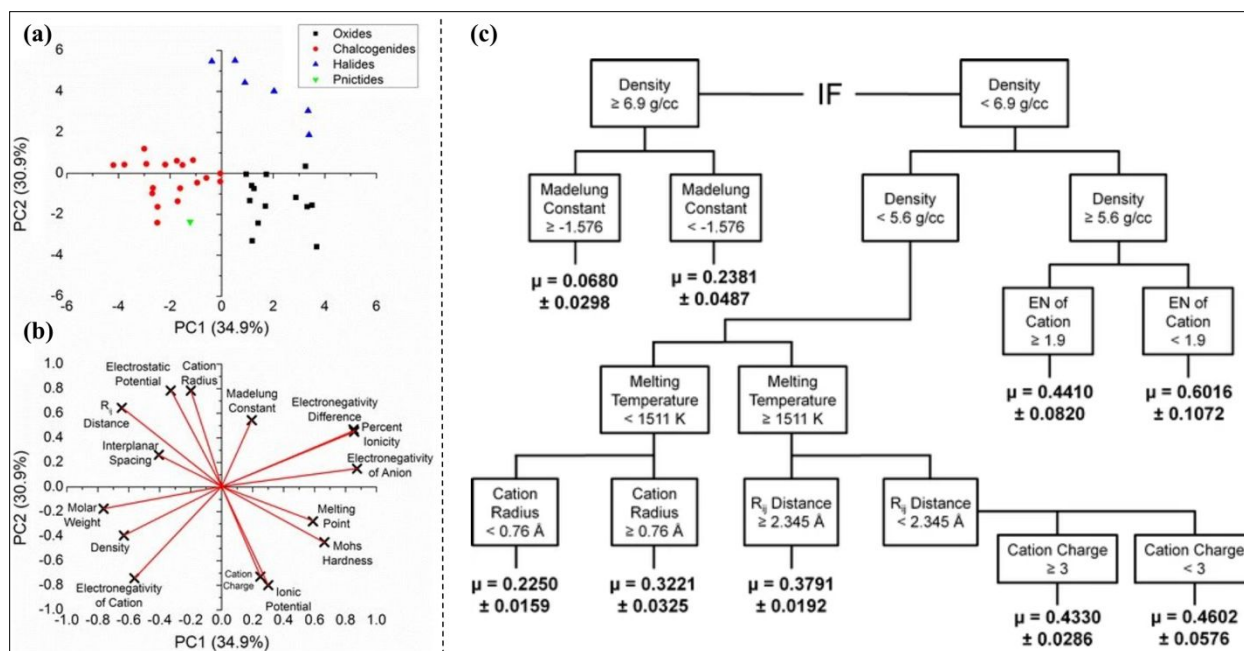 (a)
Oxides
Chalcogenides
Halides
Pnictides
PC2 (30.9%)
6
4
2
0
-2
-4
-6
-6 -4 -2 0 2 4 6
PC1 (34.9%)
(b)
PC2 (30.9%)
1.0
0.8
0.6
0.4
0.2
0.0
-0.2
-0.4
-0.6
-0.8
-1.0
-1.0 -0.8 -0.6 -0.4 -0.2 0.0 0.2 0.4 0.6 0.8 1.0
PC1 (34.9%)
Electrostatic
Potential
Cation
Radius
Madelung
Constant
Electronegativity
Difference
Percent
Ionicity
Rij
Distance
Interplanar
Spacing
Electronegativity
of Anion
Molar
Weight
Density
Electronegativity
of Cation
Melting
Point
Mohs
Hardness
Cation
Charge
Ionic
Potential
(c)
Density
≥ 6.9 g/cc
IF
Density
< 6.9 g/cc
Madelung
Constant
≥ -1.576
Madelung
Constant
< -1.576
Density
< 5.6 g/cc
Density
≥ 5.6 g/cc
μ = 0.0680
± 0.0298
μ = 0.2381
± 0.0487
EN of
Cation
≥ 1.9
EN of
Cation
< 1.9
μ = 0.4410
± 0.0820
μ = 0.6016
± 0.1072
Melting
Temperature
< 1511 K
Melting
Temperature
≥ 1511 K
Cation
Radius
< 0.76 Å
Cation
Radius
≥ 0.76 Å
Rij Distance
≥ 2.345 Å
Rij Distance
< 2.345 Å
Cation Charge
≥ 3
Cation Charge
< 3
μ = 0.2250
± 0.0159
μ = 0.3221
± 0.0325
μ = 0.3791
± 0.0192
μ = 0.4330
± 0.0286
μ = 0.4602
± 0.0576